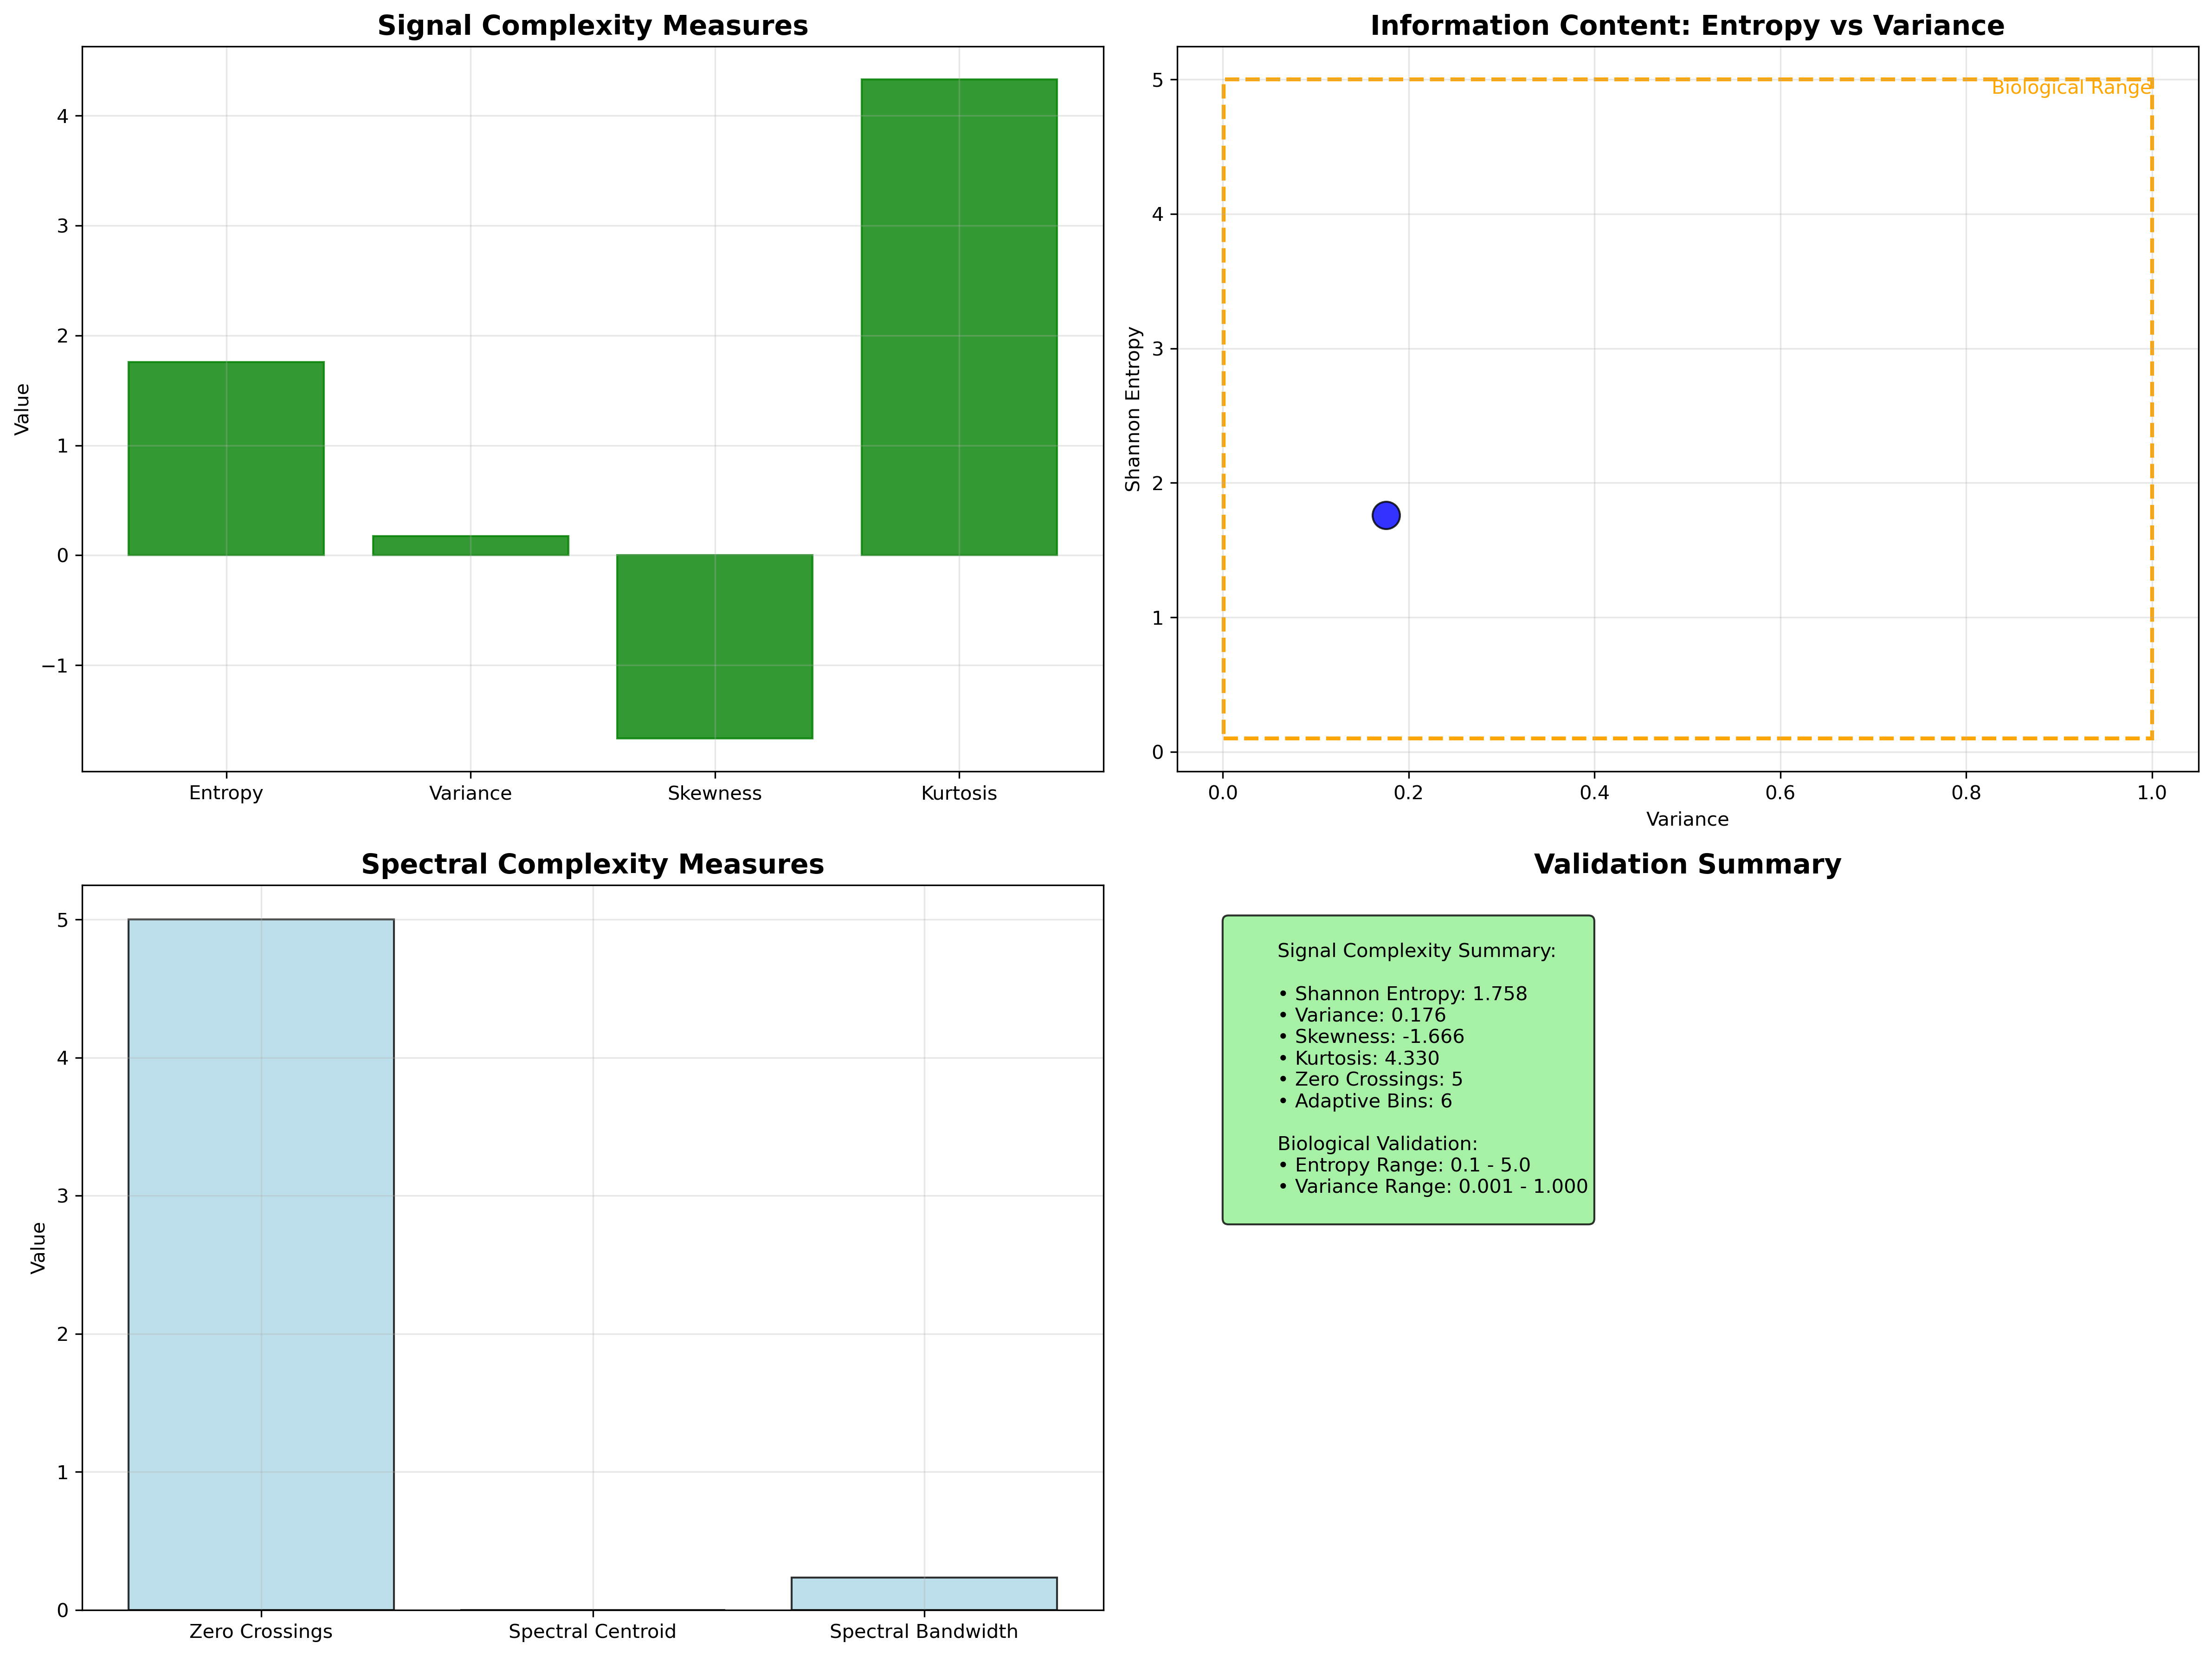 Signal Complexity Measures
Value
4
3
2
1
0
−1
Entropy
Variance
Skewness
Kurtosis
Information Content: Entropy vs Variance
Shannon Entropy
5
4
3
2
1
0
Biological Range
0.0
0.2
0.4
0.6
0.8
1.0
Variance
Spectral Complexity Measures
Value
5
4
3
2
1
0
Zero Crossings
Spectral Centroid
Spectral Bandwidth
Validation Summary
Signal Complexity Summary:
• Shannon Entropy: 1.758
• Variance: 0.176
• Skewness: -1.666
• Kurtosis: 4.330
• Zero Crossings: 5
• Adaptive Bins: 6
Biological Validation:
• Entropy Range: 0.1 - 5.0
• Variance Range: 0.001 - 1.000